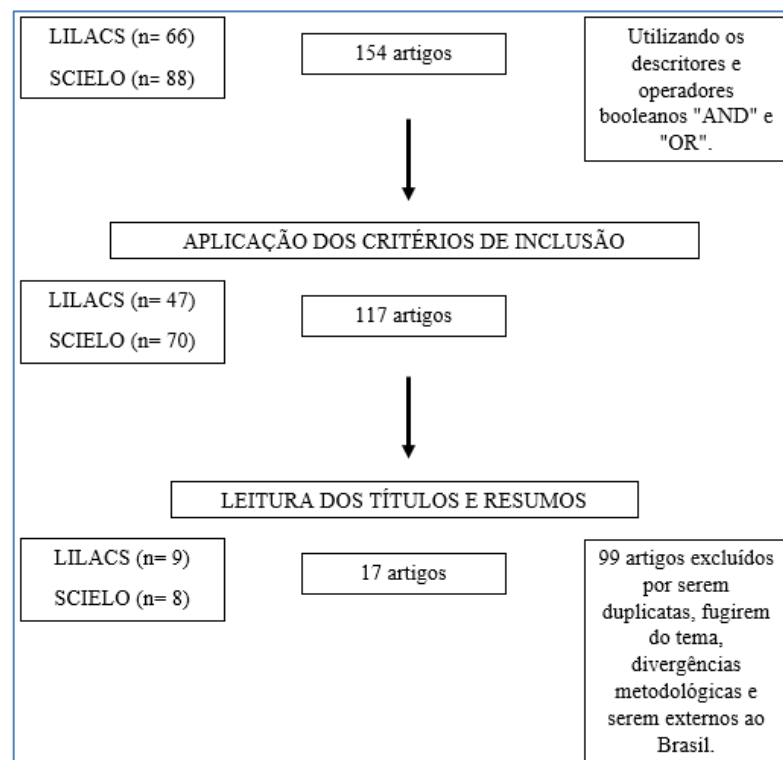 LILACS (n= 66)
SCIELO (n= 88)
154 artigos
Utilizando os
descritores e
operadores
booleanos "AND" e
"OR".
APLICAÇÃO DOS CRITÉRIOS DE INCLUSÃO
LILACS (n= 47)
SCIELO (n= 70)
117 artigos
LEITURA DOS TÍTULOS E RESUMOS
LILACS (n= 9)
SCIELO (n= 8)
17 artigos
99 artigos excluídos
por serem
duplicatas, fugirem
do tema,
divergências
metodológicas e
serem externos ao
Brasil.